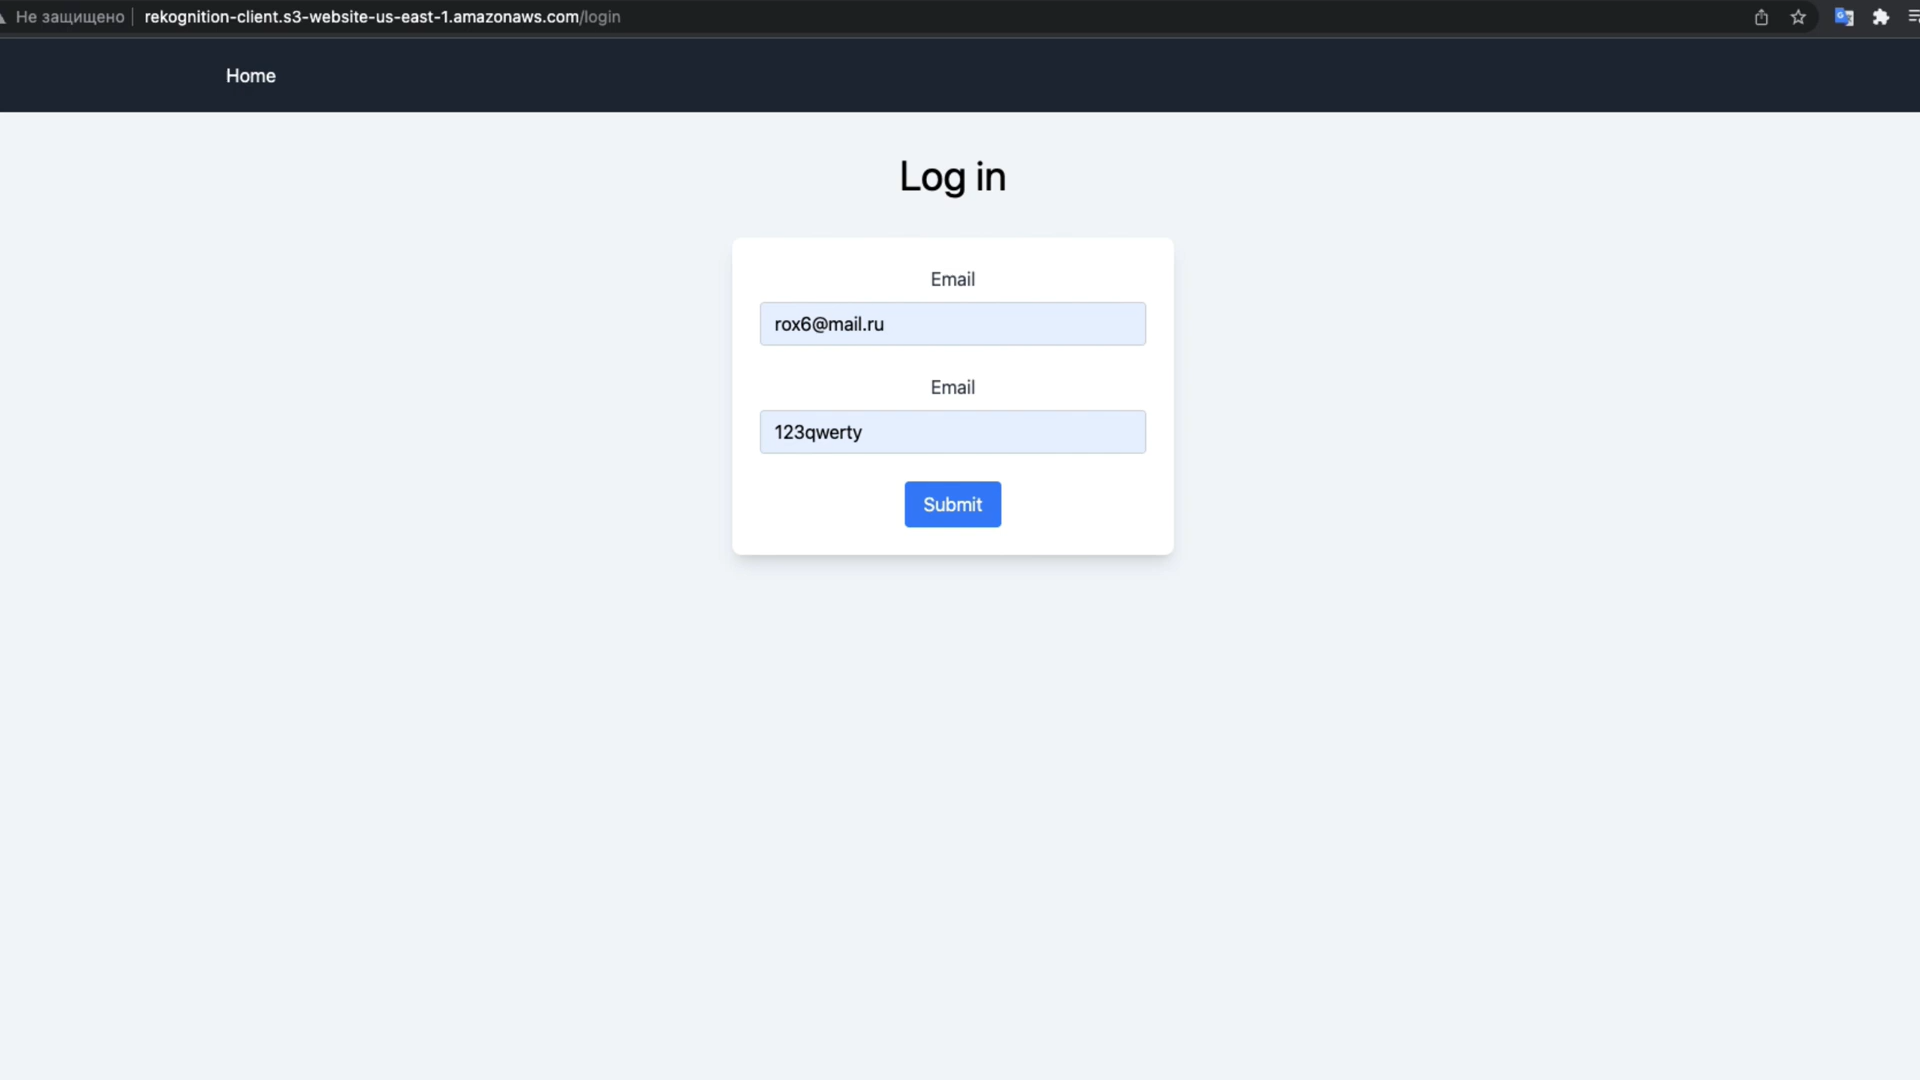 Не защищено rekognition-client.s3-website-us-east-1.amazonaws.com/login
Home
Log in
Email
rox6@mail.ru
Email
123qwerty
Submit